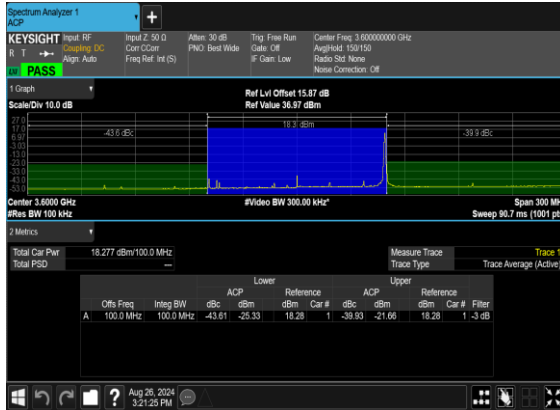 Spectrum Analyzer 1
ACP
+
KEYSIGHT Input: RF Input Z: 50 Ω Atten: 30 dB Trig: Free Run Center Freq: 3.600000000 GHz
R T Coupling: DC Corr CCorr PNO: Best Wide Gate: Off Avg|Hold: 150/150
Align: Auto Freq Ref: Int (S) IF Gain: Low Radio Std: None
PASS Noise Correction: Off
1 Graph
Scale/Div 10.0 dB
Ref Lvl Offset 15.87 dB
Ref Value 36.97 dBm
27.0
17.0
6.97
-3.03
-13.0
-23.0
-33.0
-43.0
-53.0
-43.6 dBc
18.3 dBm
-39.9 dBc
Center 3.6000 GHz #Video BW 300.00 kHz* Span 300 MH
#Res BW 100 kHz Sweep 90.7 ms (1001 pt
2 Metrics
Total Car Pwr 18.277 dBm/100.0 MHz Measure Trace Trace 1
Total PSD --- Trace Type Trace Average (Active)
Lower Upper
ACP Reference ACP Reference
Offs Freq Integ BW dBc dBm dBm Car # dBc dBm dBm Car # Filter
A 100.0 MHz 100.0 MHz -43.61 -25.33 18.28 1 -39.93 -21.66 18.28 1 -3 dB
? Aug 26, 2024
3:21:25 PM